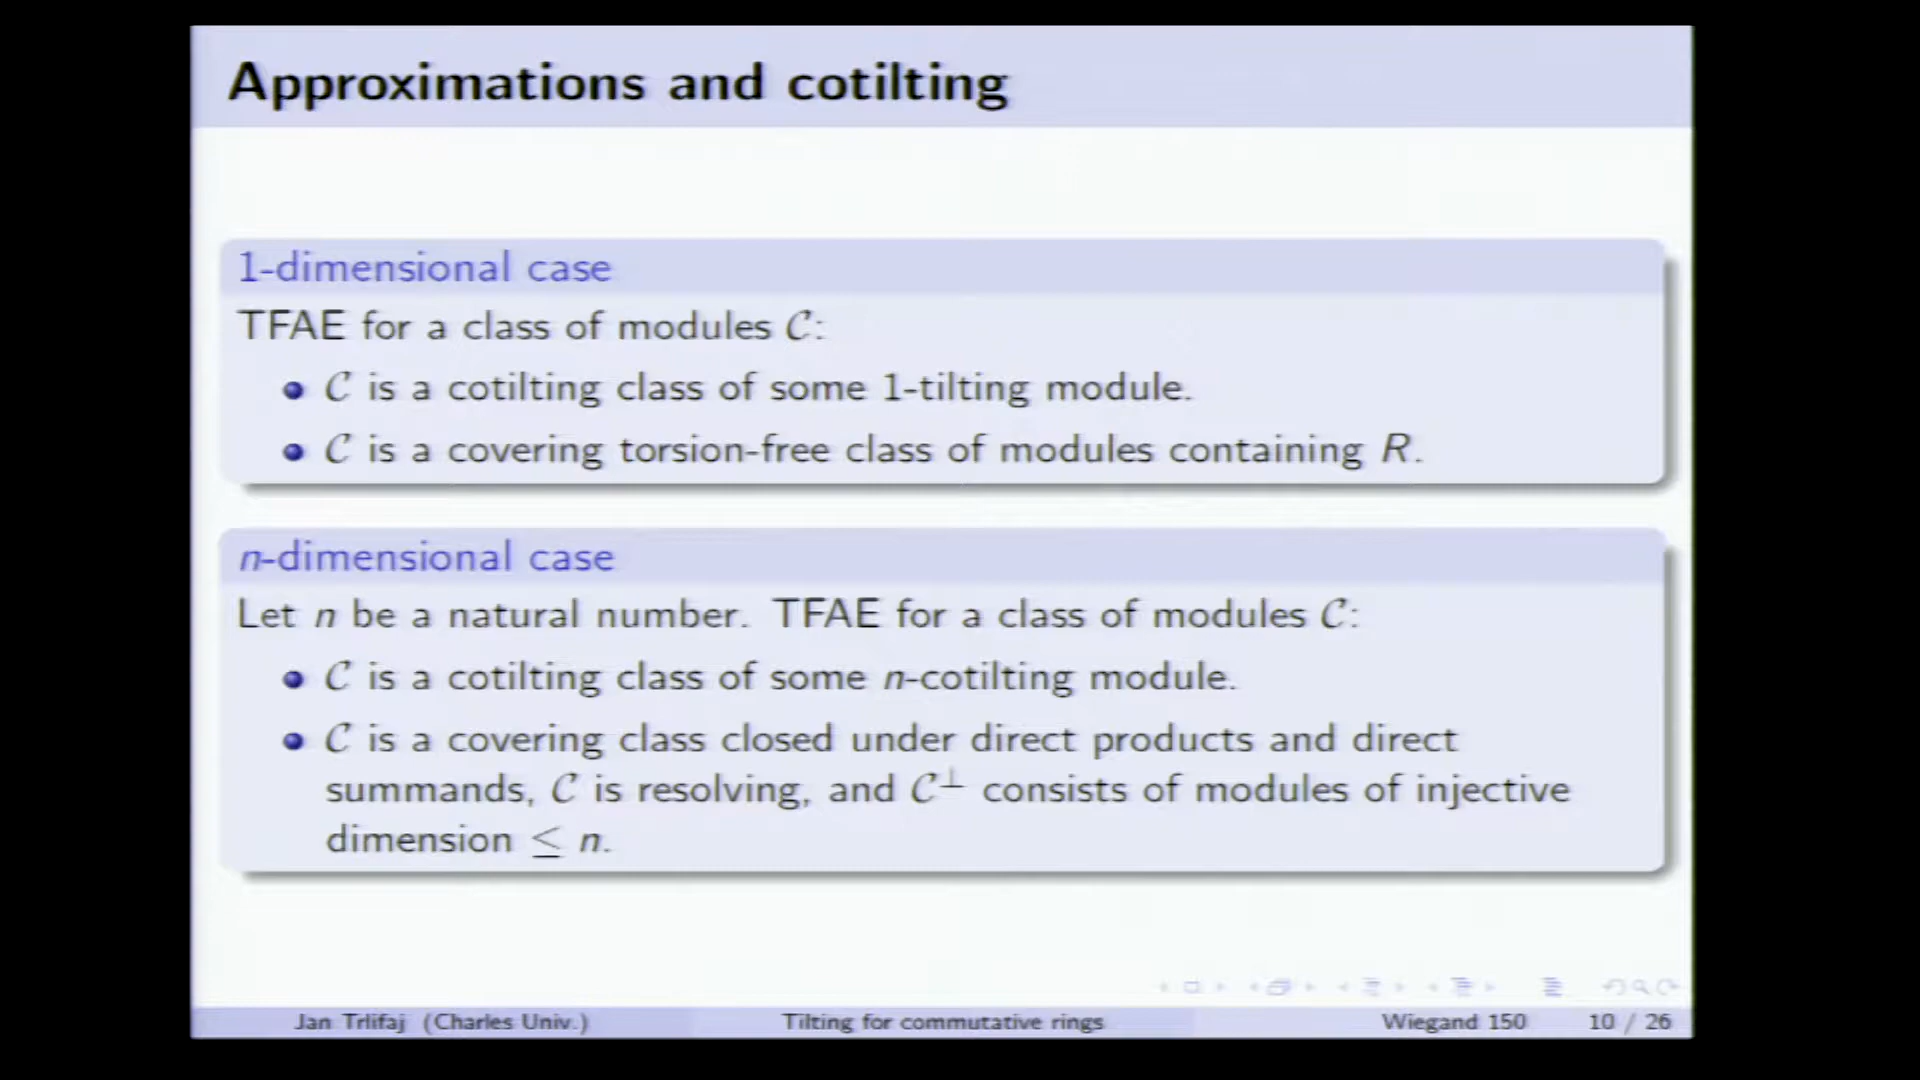 Approximations and cotilting
1-dimensional case
TFAE for a class of modules 𝒞:
• 𝒞 is a cotilting class of some 1-tilting module.
• 𝒞 is a covering torsion-free class of modules containing R.
n-dimensional case
Let n be a natural number. TFAE for a class of modules 𝒞:
• 𝒞 is a cotilting class of some n-cotilting module.
• 𝒞 is a covering class closed under direct products and direct
summands, 𝒞 is resolving, and 𝒞⊥ consists of modules of injective
dimension ≤ n.
Jan Trlifaj (Charles Univ.) Tilting for commutative rings Wiegand 150 10 / 26